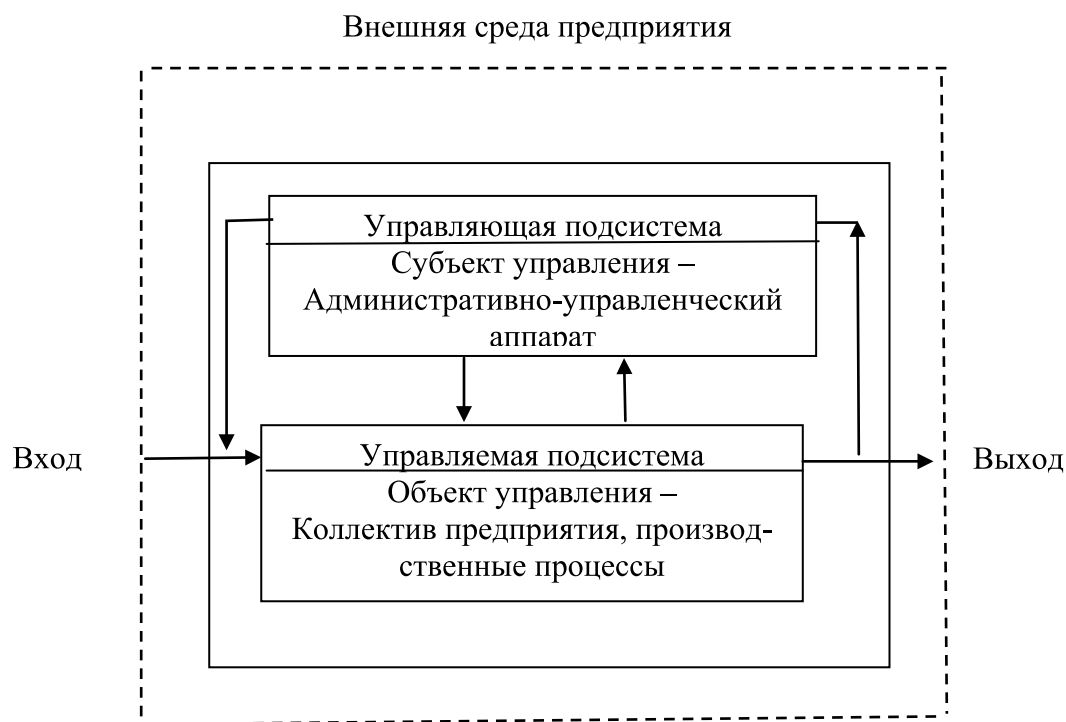 Внешняя среда предприятия
Управляющая подсистема
Субъект управления –
Административно-управленческий
аппарат
Вход
Управляемая подсистема
Выход
Объект управления –
Коллектив предприятия, производ-
ственные процессы